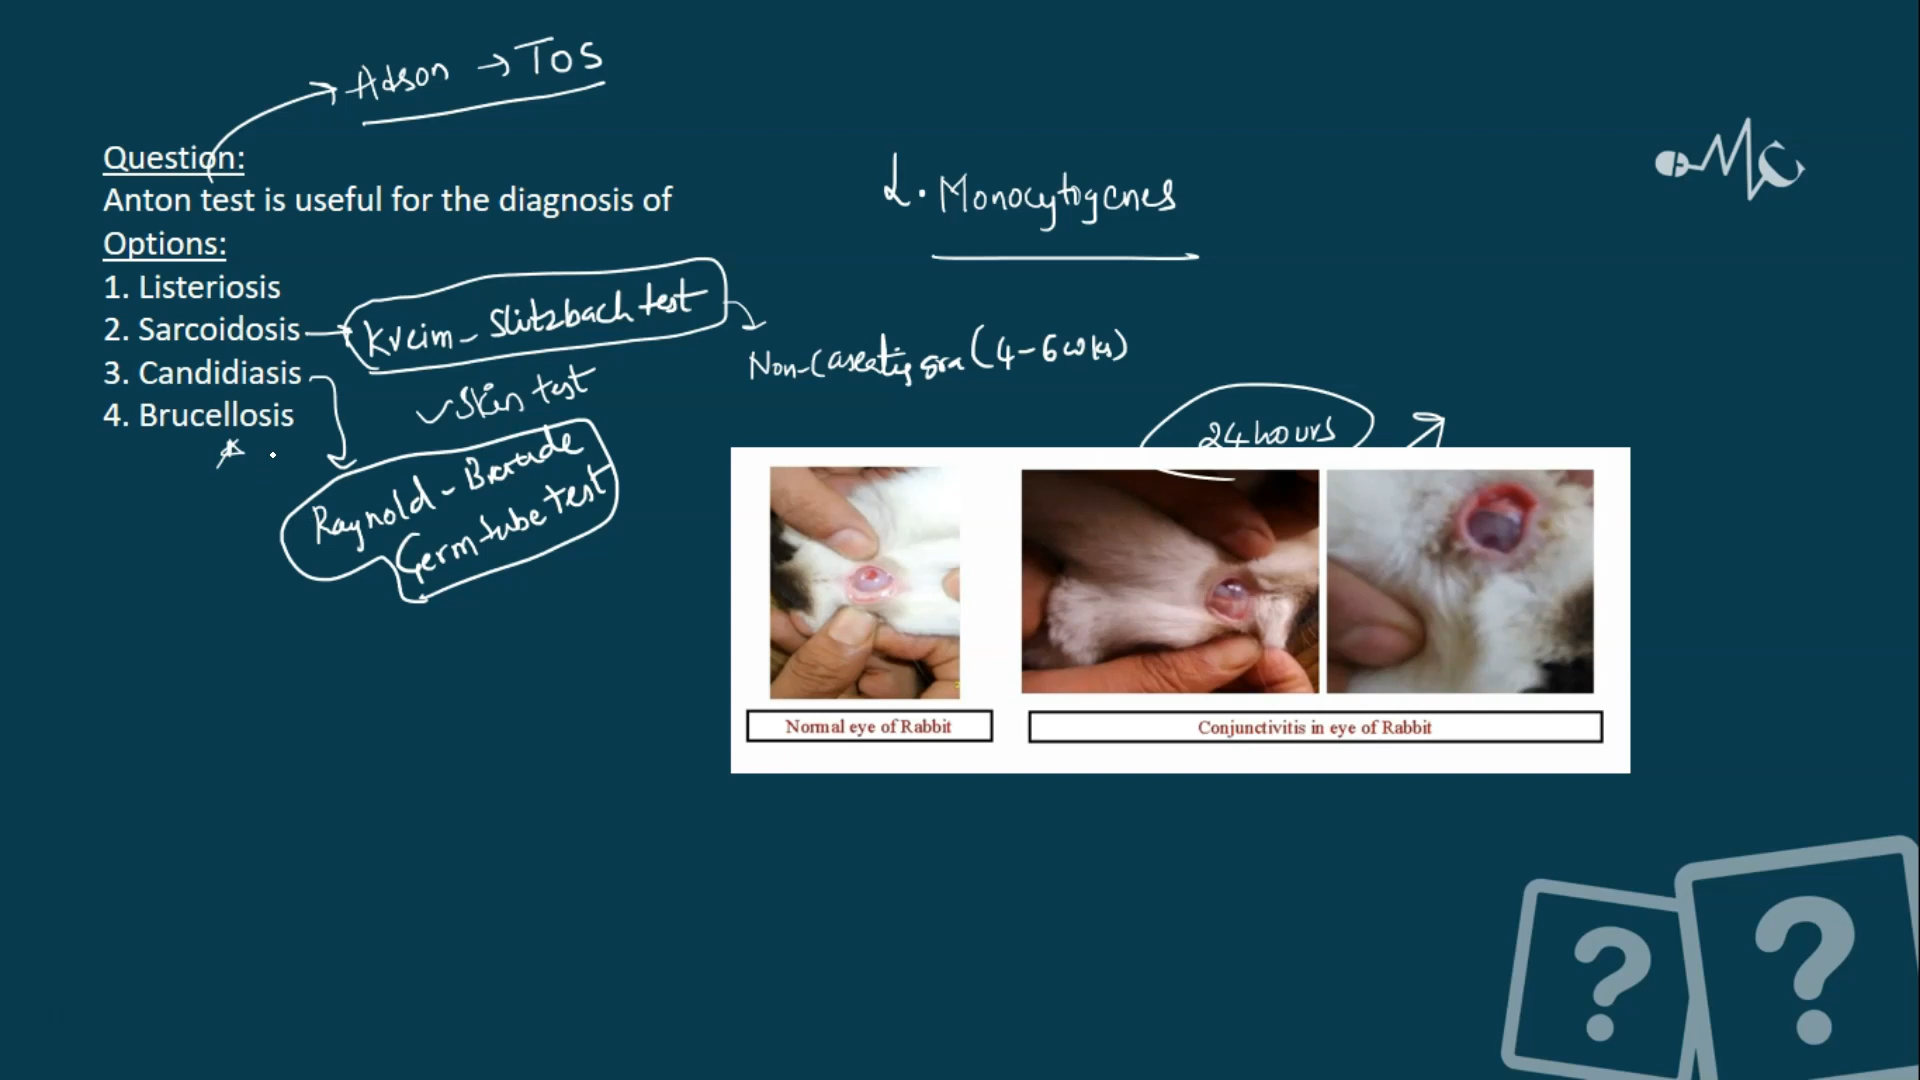 Adson → TOS
Question:
Anton test is useful for the diagnosis of
Options:
1. Listeriosis
2. Sarcoidosis
3. Candidiasis
4. Brucellosis
L. Monocytogenes
Kveim - Slitzbach test
Skin test
Non-Caseating gra (4-6 wks)
Raynold - Braude
Germ tube test
24 hours
Normal eye of Rabbit
Conjunctivitis in eye of Rabbit
OMC
? ?